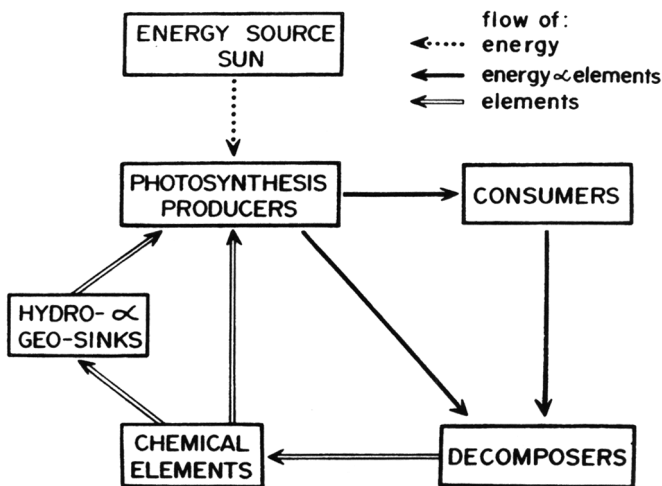 ENERGY SOURCE
SUN
flow of:
energy
energy ∝ elements
elements
PHOTOSYNTHESIS
PRODUCERS
CONSUMERS
HYDRO- ∝
GEO-SINKS
CHEMICAL
ELEMENTS
DECOMPOSERS